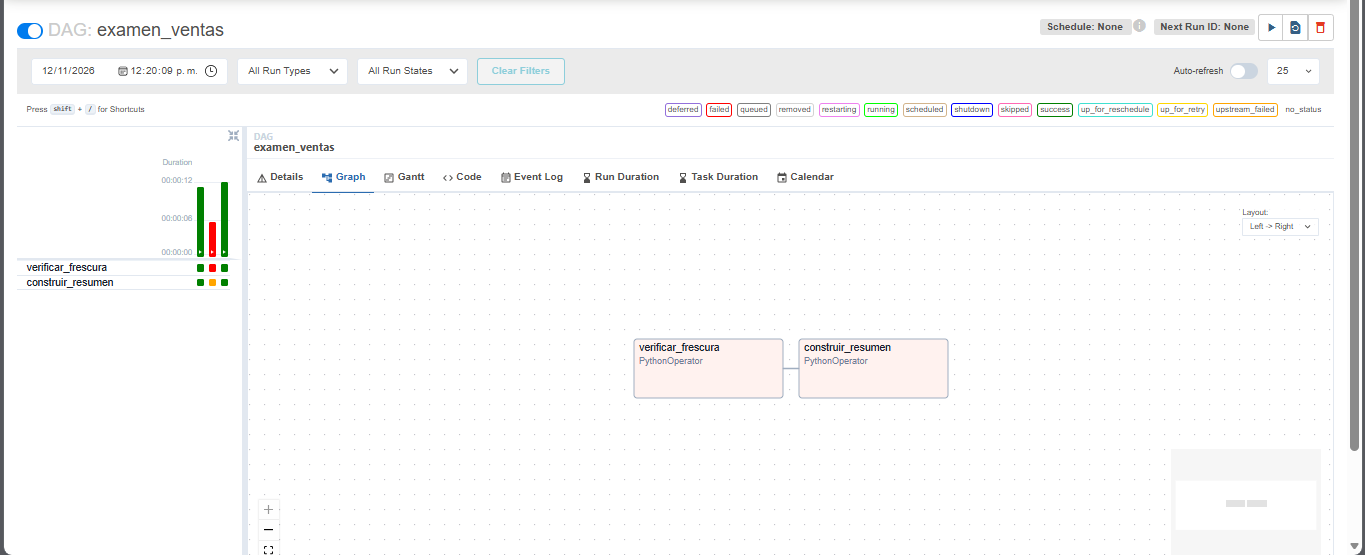 DAG: examen_ventas
Schedule: None
Next Run ID: None
12/11/2026 12:20:09 p. m.
All Run Types
All Run States
Clear Filters
Auto-refresh
25
Press shift + / for Shortcuts
deferred failed queued removed restarting running scheduled shutdown skipped success up_for_reschedule up_for_retry upstream_failed no_status
DAG
examen_ventas
Duration
00:00:12
00:00:06
00:00:00
verificar_frescura
construir_resumen
Details
Graph
Gantt
Code
Event Log
Run Duration
Task Duration
Calendar
Layout:
Left -> Right
verificar_frescura
PythonOperator
construir_resumen
PythonOperator